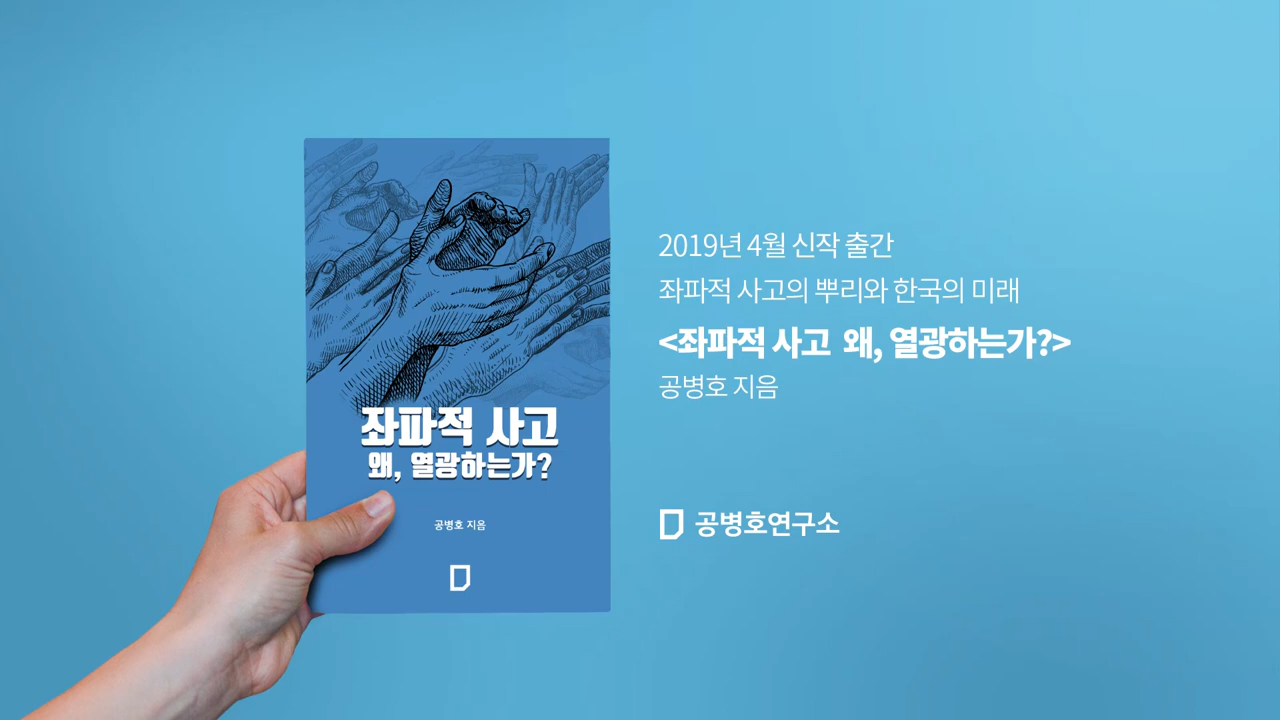 좌파적 사고
왜, 열광하는가?
공병호 지음
2019년 4월 신작 출간
좌파적 사고의 뿌리와 한국의 미래
<좌파적 사고 왜, 열광하는가?>
공병호 지음
공병호연구소